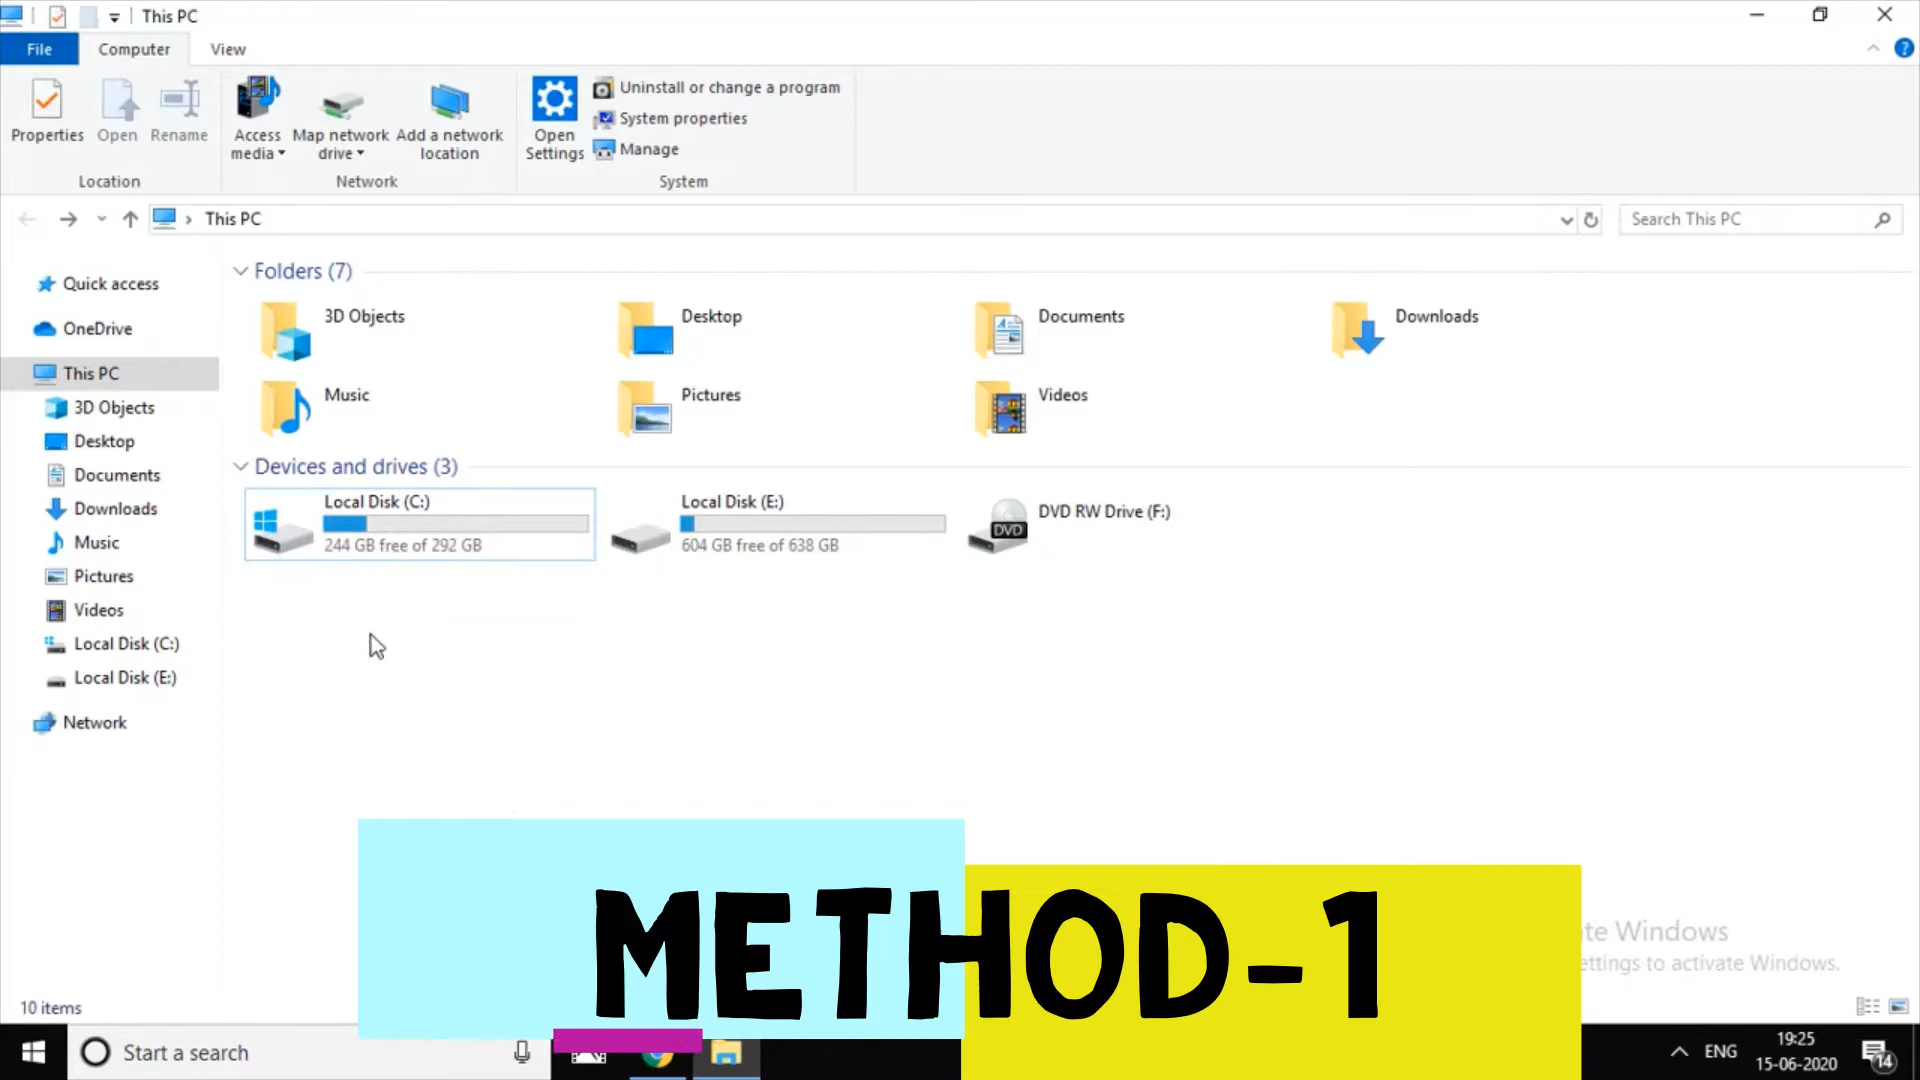 This PC
File
Computer
View
Properties
Open
Rename
Access
media
Map network
drive
Add a network
location
Open
Settings
Uninstall or change a program
System properties
Manage
Location
Network
System
This PC
Search This PC
Quick access
OneDrive
This PC
3D Objects
Desktop
Documents
Downloads
Music
Pictures
Videos
Local Disk (C:)
Local Disk (E:)
Network
Folders (7)
3D Objects
Desktop
Documents
Downloads
Music
Pictures
Videos
Devices and drives (3)
Local Disk (C:)
244 GB free of 292 GB
Local Disk (E:)
604 GB free of 638 GB
DVD
DVD RW Drive (F:)
METHOD-1
te Windows
ettings to activate Windows.
10 items
Start a search
ENG
19:25
15-06-2020
14